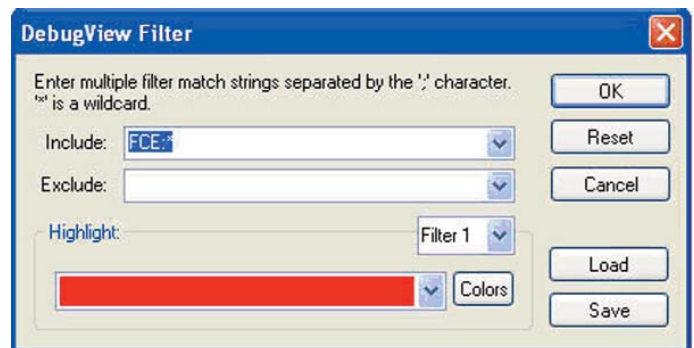 DebugView Filter
Enter multiple filter match strings separated by the ';' character.
'*' is a wildcard.
OK
Include: FCE:*
Reset
Exclude:
Cancel
Highlight:
Filter 1
Load
Colors
Save